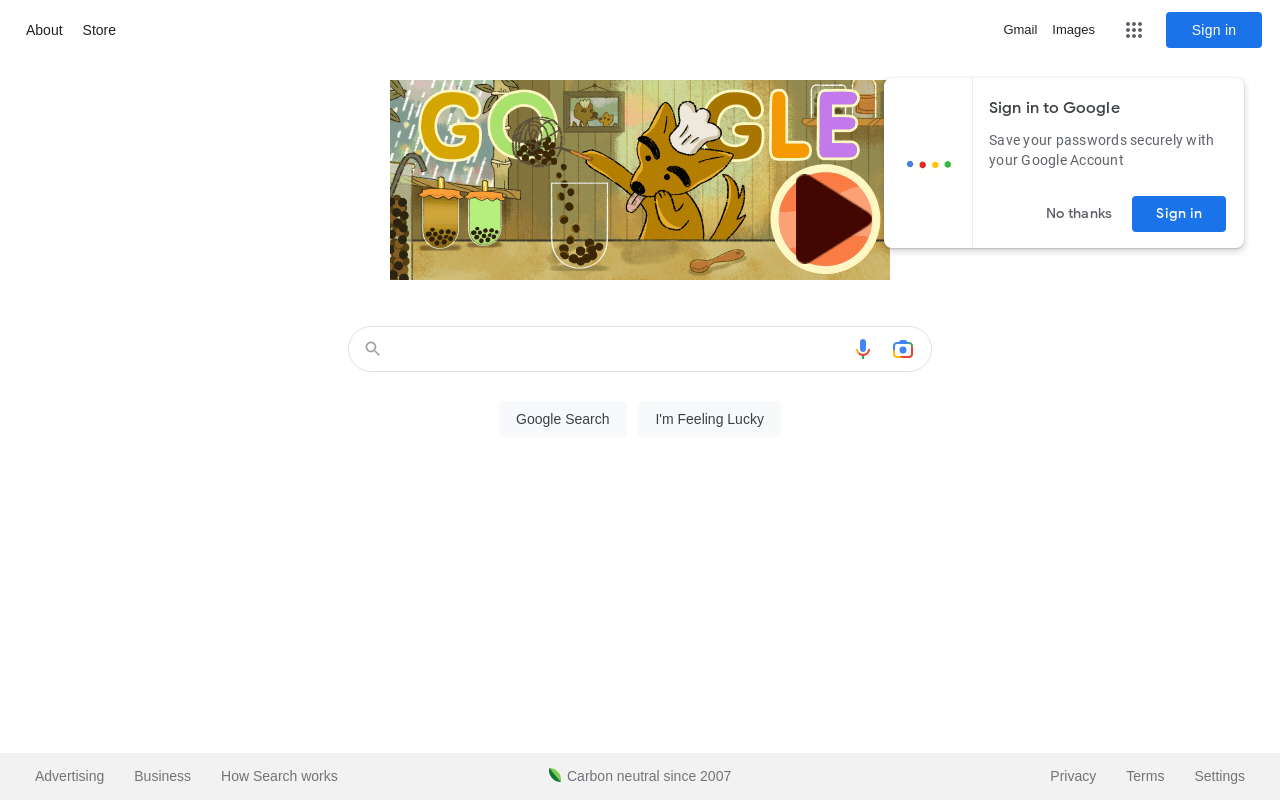 About
Store
Gmail
Images
Sign in
GOOGLE
Sign in to Google
Save your passwords securely with
your Google Account
No thanks
Sign in
Google Search
I'm Feeling Lucky
Advertising
Business
How Search works
Carbon neutral since 2007
Privacy
Terms
Settings